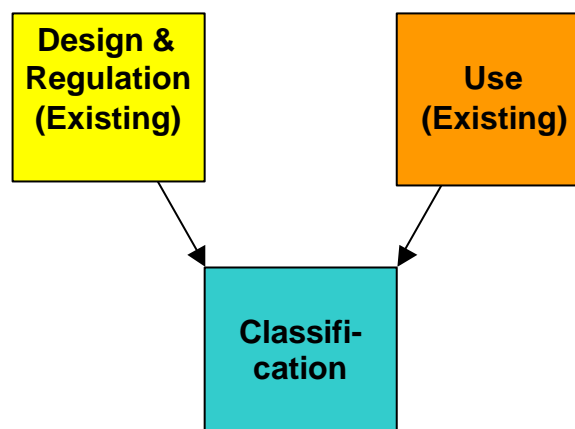 Design &
Regulation
(Existing)
Use
(Existing)
Classifi-
cation